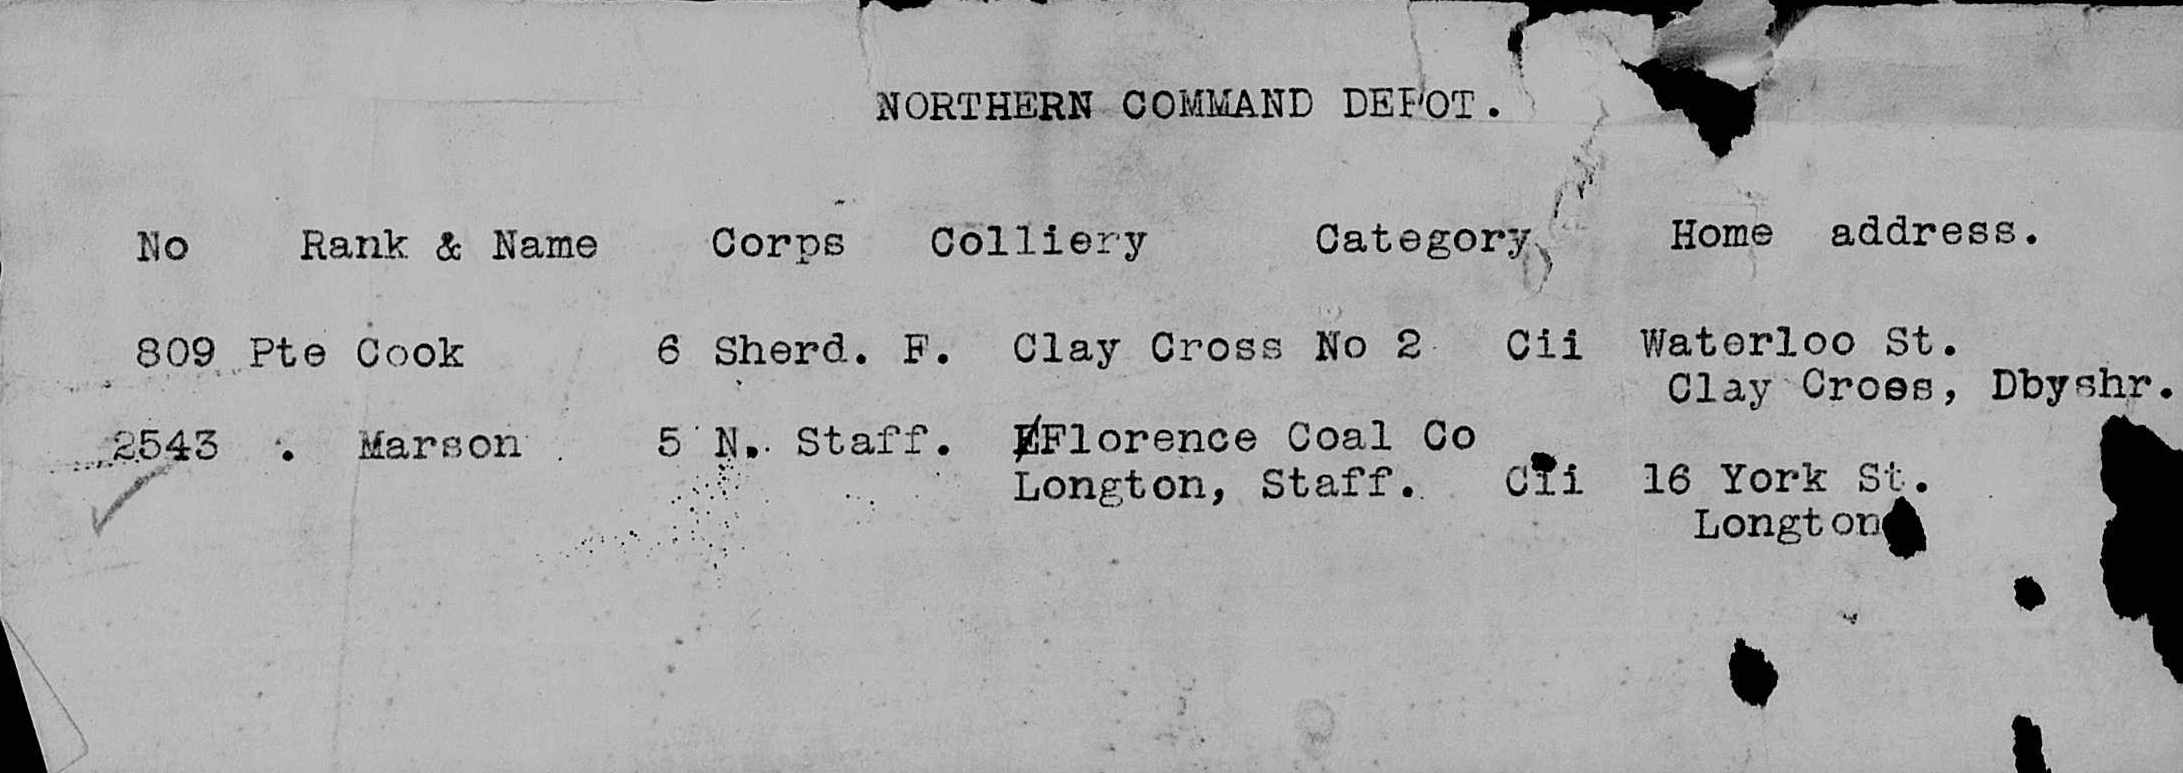 NORTHERN COMMAND DEPOT.
No Rank & Name Corps Colliery Category Home address.
809 Pte Cook 6 Sherd. F. Clay Cross No 2 Cii Waterloo St.
Clay Cross, Dbyshr.
2543 . Marson 5 N. Staff. Florence Coal Co
Longton, Staff. Cii 16 York St.
Longton